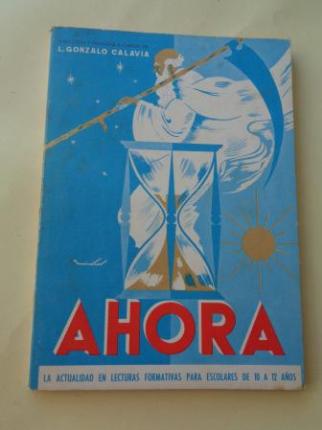 L. GONZALO CALAVIA
AHORA
LA ACTUALIDAD EN LECTURAS FORMATIVAS PARA ESCOLARES DE 10 A 12 AÑOS